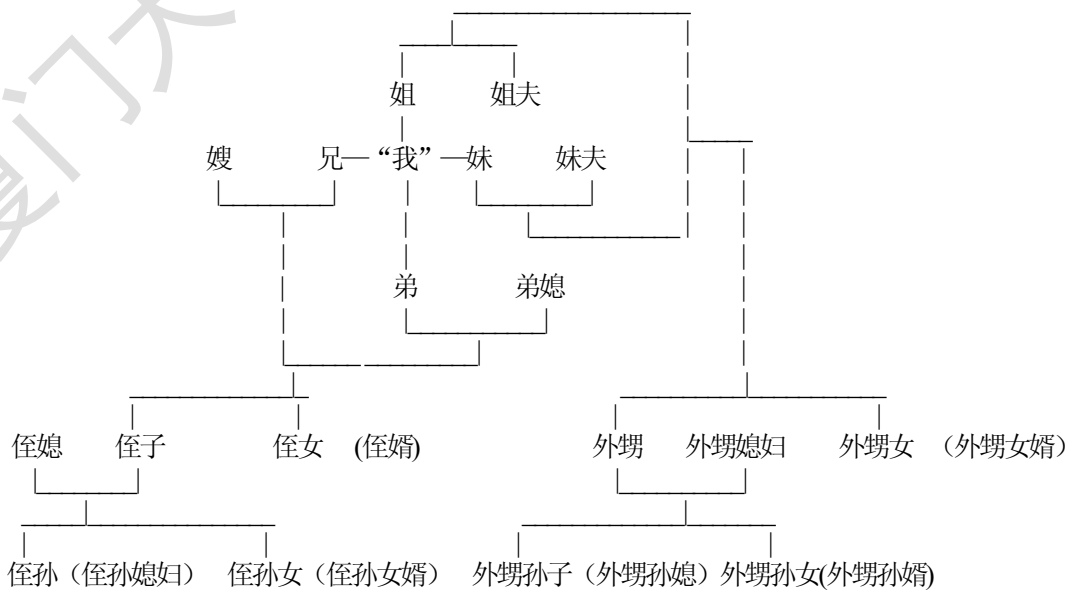 姐 姐夫
嫂 兄—“我”—妹 妹夫
弟 弟媳
侄媳 侄子 侄女 (侄婿) 外甥 外甥媳妇 外甥女 （外甥女婿）
侄孙（侄孙媳妇） 侄孙女（侄孙女婿） 外甥孙子（外甥孙媳）外甥孙女(外甥孙婿)
厦门大